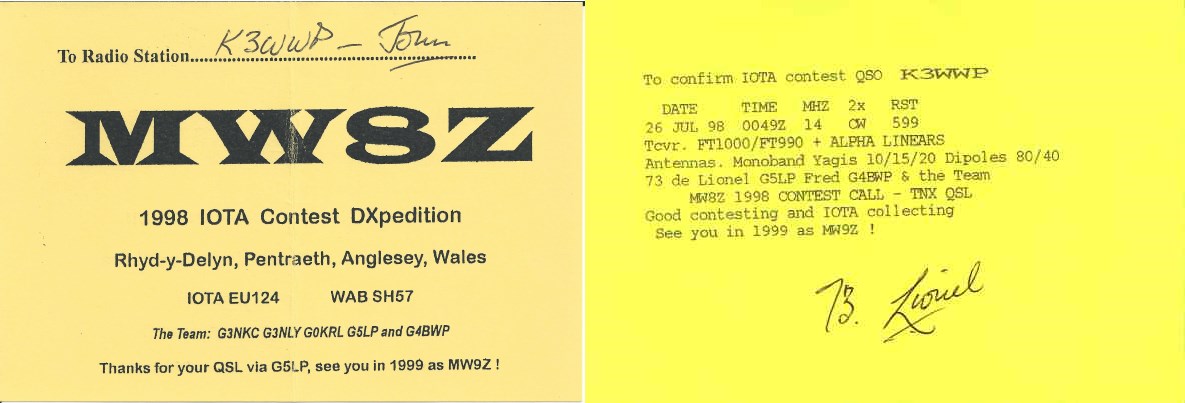 To Radio Station..........K3WWP – John..........
MW8Z
1998 IOTA Contest DXpedition
Rhyd-y-Delyn, Pentraeth, Anglesey, Wales
IOTA EU124 WAB SH57
The Team: G3NKC G3NLY G0KRL G5LP and G4BWP
Thanks for your QSL via G5LP, see you in 1999 as MW9Z !
To confirm IOTA contest QSO K3WWP
DATE TIME MHZ 2x RST
26 JUL 98 0049Z 14 CW 599
Tcvr. FT1000/FT990 + ALPHA LINEARS
Antennas. Monoband Yagis 10/15/20 Dipoles 80/40
73 de Lionel G5LP Fred G4BWP & the Team
MW8Z 1998 CONTEST CALL - TNX QSL
Good contesting and IOTA collecting
See you in 1999 as MW9Z !
73. Lionel